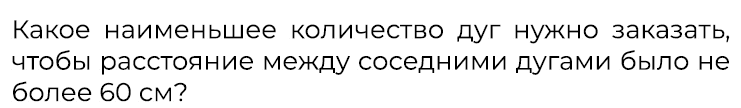 Какое наименьшее количество дуг нужно заказать,
чтобы расстояние между соседними дугами было не
более 60 см?